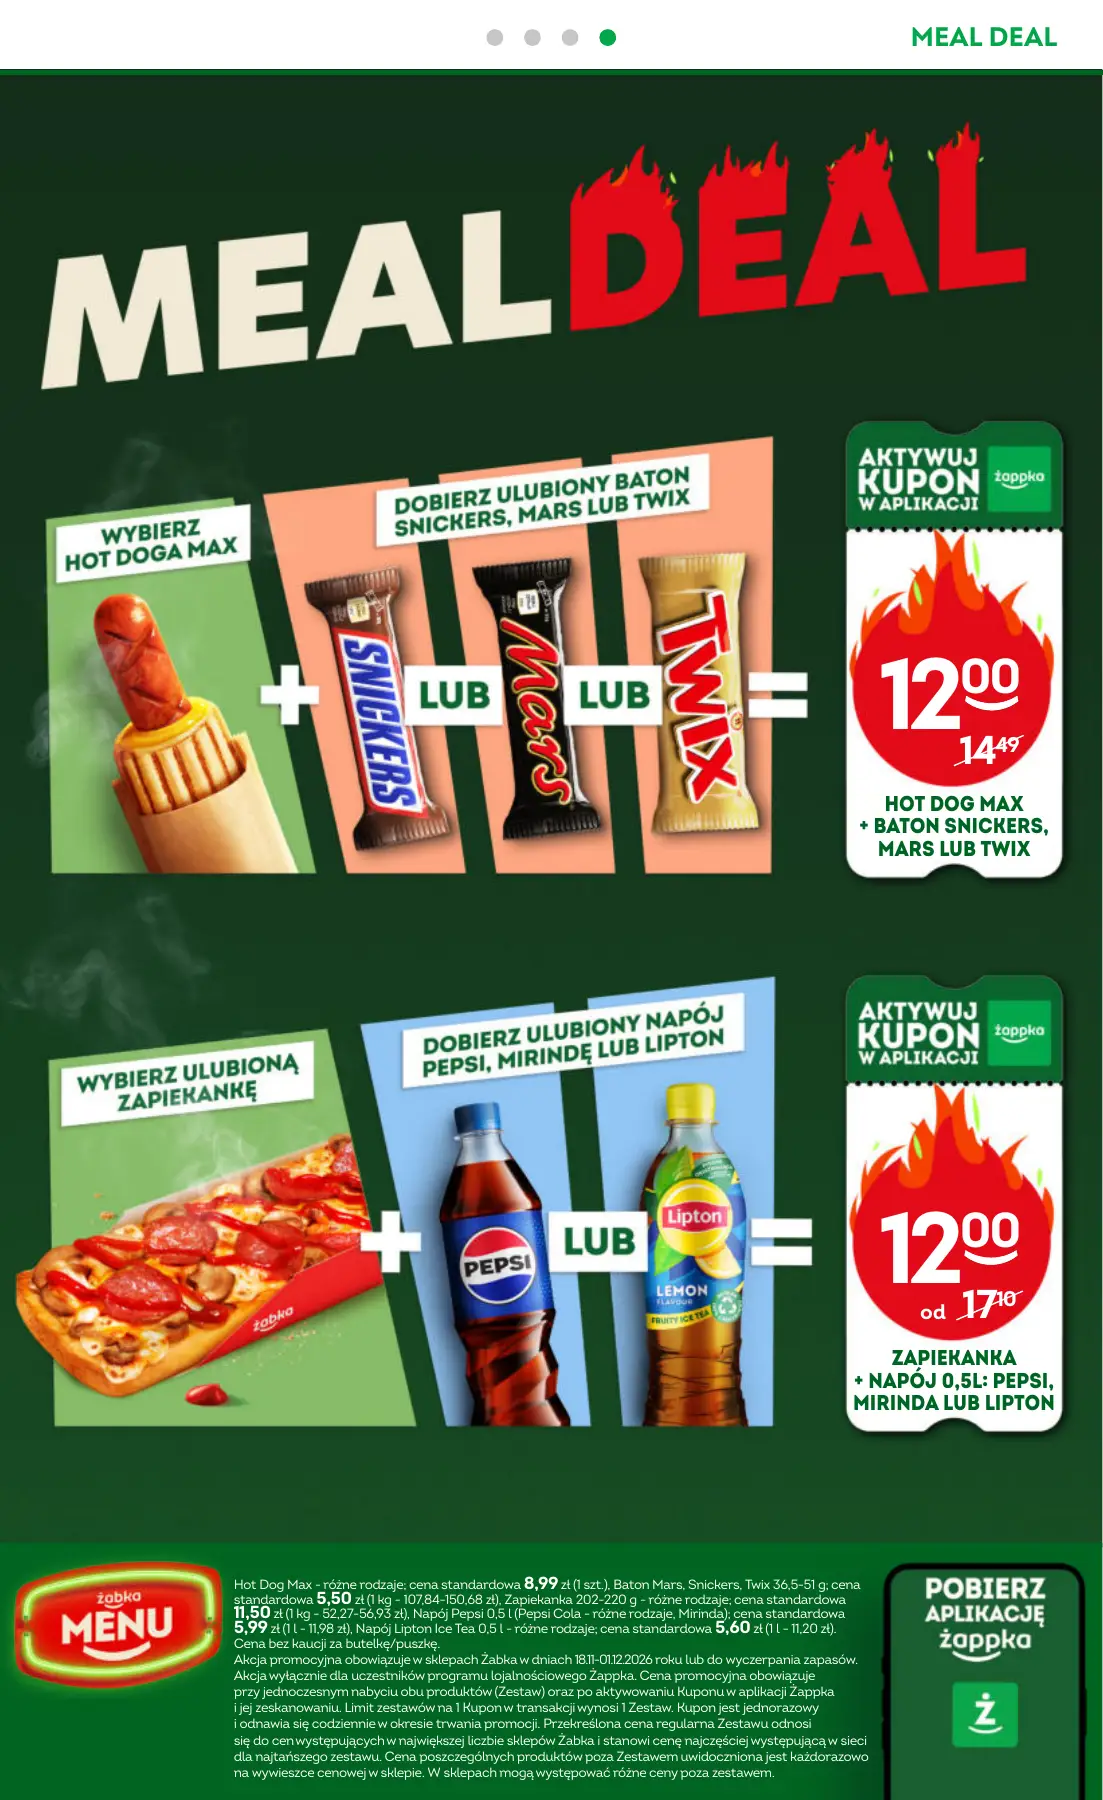 MEAL DEAL
MEAL DEAL
WYBIERZ
HOT DOGA MAX
DOBIERZ ULUBIONY BATON
SNICKERS, MARS LUB TWIX
SNICKERS
LUB
Mars
LUB
TWIX
+
=
AKTYWUJ
KUPON
W APLIKACJI
żappka
1200
1449
HOT DOG MAX
+ BATON SNICKERS,
MARS LUB TWIX
WYBIERZ ULUBIONĄ
ZAPIEKANKĘ
DOBIERZ ULUBIONY NAPÓJ
PEPSI, MIRINDĘ LUB LIPTON
żabka
+
PEPSI
LUB
Lipton
LEMON
FLAVOUR
FRUITY ICE TEA
=
AKTYWUJ
KUPON
W APLIKACJI
żappka
1200
od 1710
ZAPIEKANKA
+ NAPÓJ 0,5L: PEPSI,
MIRINDA LUB LIPTON
żabka
MENU
Hot Dog Max - różne rodzaje; cena standardowa 8,99 zł (1 szt.), Baton Mars, Snickers, Twix 36,5-51 g; cena
standardowa 5,50 zł (1 kg - 107,84-150,68 zł), Zapiekanka 202-220 g - różne rodzaje; cena standardowa
11,50 zł (1 kg - 52,27-56,93 zł), Napój Pepsi 0,5 l (Pepsi Cola - różne rodzaje, Mirinda); cena standardowa
5,99 zł (1 l - 11,98 zł), Napój Lipton Ice Tea 0,5 l - różne rodzaje; cena standardowa 5,60 zł (1 l - 11,20 zł).
Cena bez kaucji za butelkę/puszkę.
Akcja promocyjna obowiązuje w sklepach Żabka w dniach 18.11-01.12.2026 roku lub do wyczerpania zapasów.
Akcja wyłącznie dla uczestników programu lojalnościowego Żappka. Cena promocyjna obowiązuje
przy jednoczesnym nabyciu obu produktów (Zestaw) oraz po aktywowaniu Kuponu w aplikacji Żappka
i jej zeskanowaniu. Limit zestawów na 1 Kupon w transakcji wynosi 1 Zestaw. Kupon jest jednorazowy
i odnawia się codziennie w okresie trwania promocji. Przekreślona cena regularna Zestawu odnosi
się do cen występujących w największej liczbie sklepów Żabka i stanowi cenę najczęściej występującą w sieci
dla najtańszego zestawu. Cena poszczególnych produktów poza Zestawem uwidoczniona jest każdorazowo
na wywieszce cenowej w sklepie. W sklepach mogą występować różne ceny poza zestawem.
POBIERZ
APLIKACJĘ
żappka
Ż